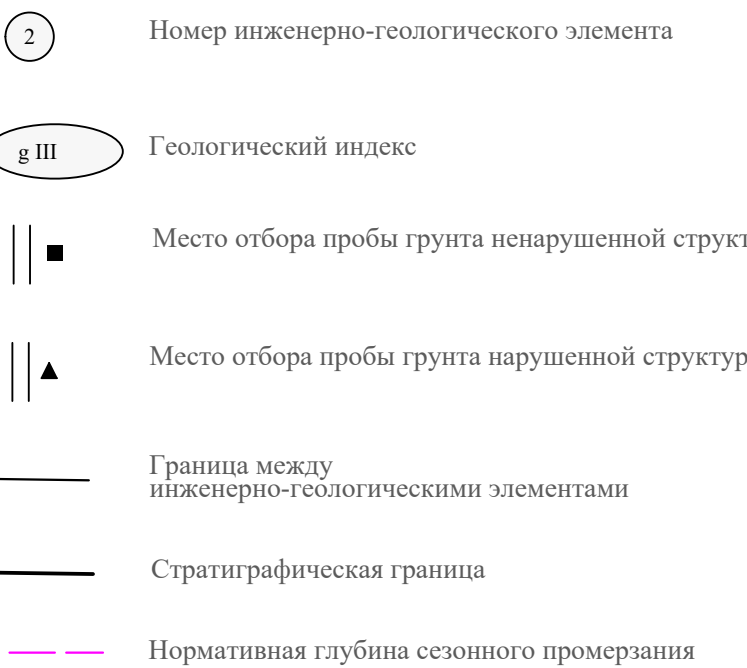 2
Номер инженерно-геологического элемента
g III
Геологический индекс
Место отбора пробы грунта ненарушенной
Место отбора пробы грунта нарушенной структур
Граница между
инженерно-геологическими элементами
Стратиграфическая граница
Нормативная глубина сезонного промерзания